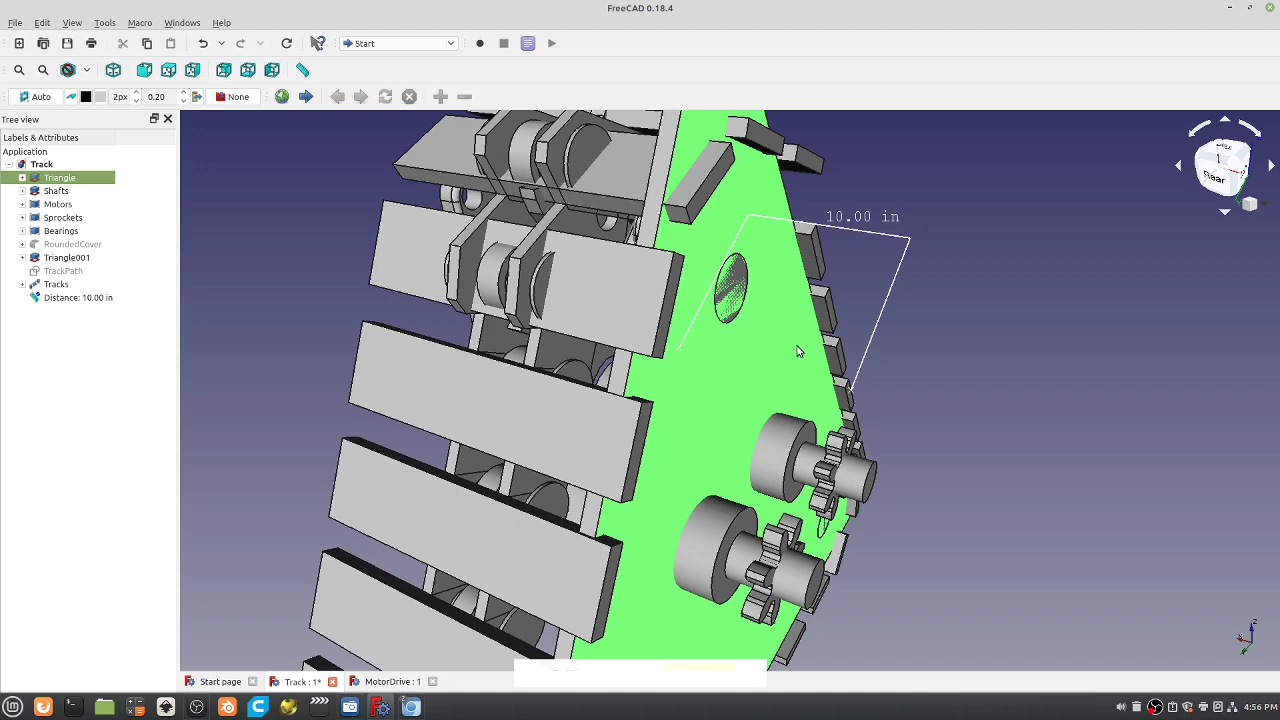 FreeCAD 0.18.4
File Edit View Tools Macro Windows Help
Start
Auto 2px 0.20 None
Tree view
Labels & Attributes
Application
Track
Triangle
Shafts
Motors
Sprockets
Bearings
RoundedCover
Triangle001
TrackPath
Tracks
Distance: 10.00 in
10.00 in
Rear
Start page
Track : 1*
MotorDrive : 1
4:56 PM